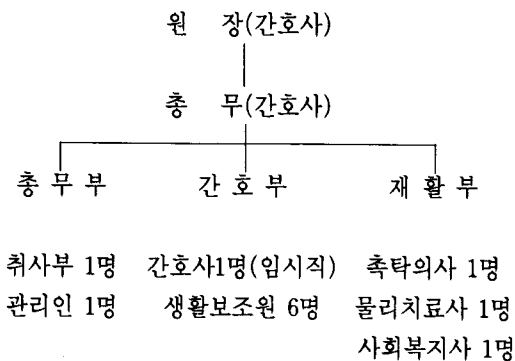 원 장(간호사)
총 무(간호사)
총 무 부 간 호 부 재 활 부
취사부 1명 간호사1명(임시직) 촉탁의사 1명
관리인 1명 생활보조원 6명 물리치료사 1명
사회복지사 1명